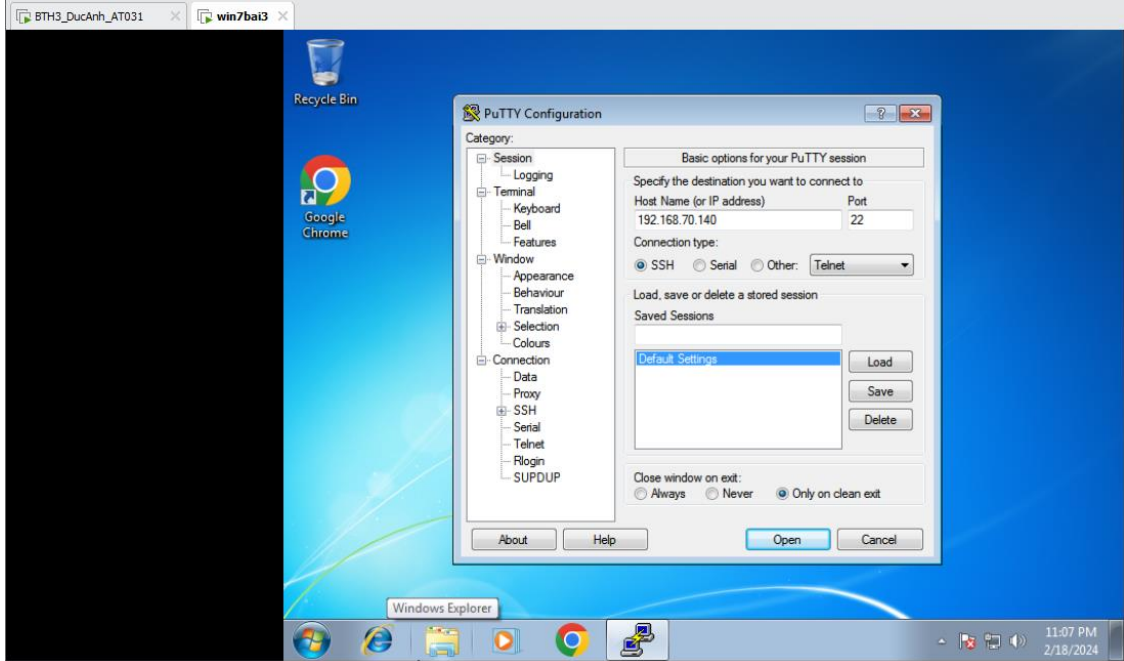 BTH3_DucAnh_AT031 win7bai3
Recycle Bin
Google
Chrome
PuTTY Configuration
Category:
Session
Logging
Terminal
Keyboard
Bell
Features
Window
Appearance
Behaviour
Translation
Selection
Colours
Connection
Data
Proxy
SSH
Serial
Telnet
Rlogin
SUPDUP
Basic options for your PuTTY session
Specify the destination you want to connect to
Host Name (or IP address) Port
192.168.70.140 22
Connection type:
SSH Serial Other: Telnet
Load, save or delete a stored session
Saved Sessions
Default Settings
Load
Save
Delete
Close window on exit:
Always Never Only on clean exit
About Help Open Cancel
Windows Explorer
11:07 PM
2/18/2024